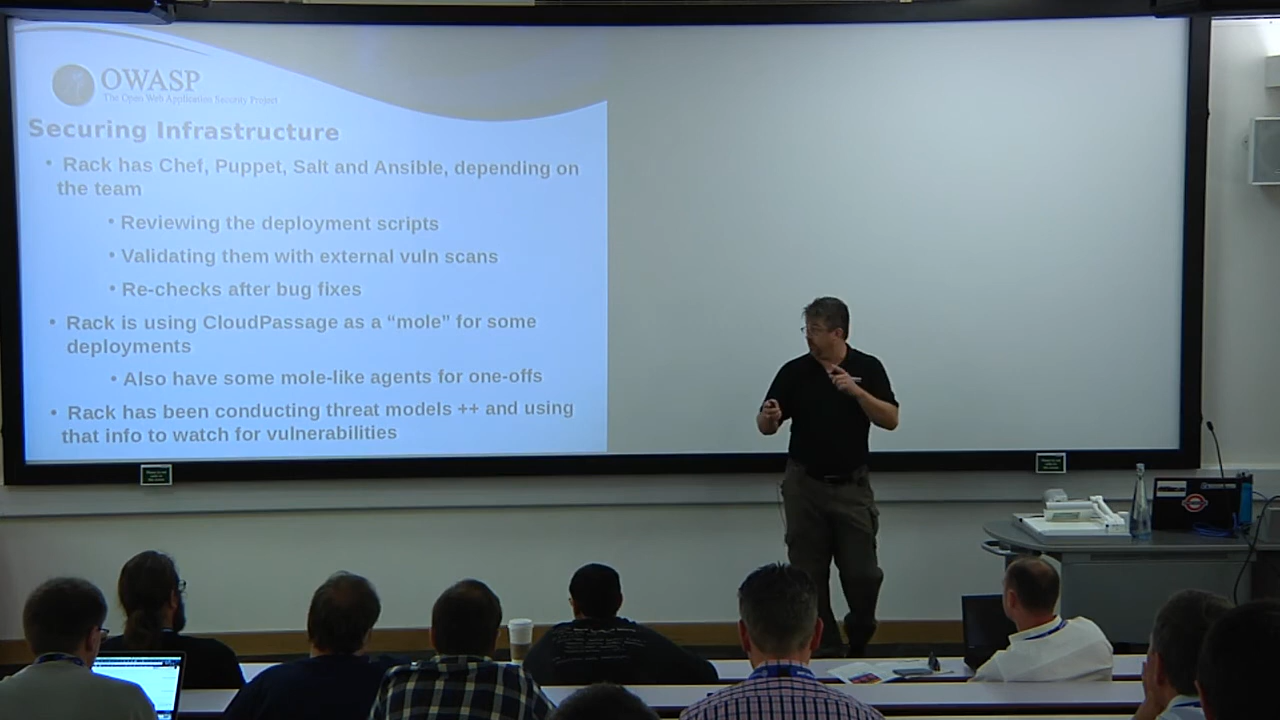 OWASP
The Open Web Application Security Project
Securing Infrastructure
• Rack has Chef, Puppet, Salt and Ansible, depending on
the team
• Reviewing the deployment scripts
• Validating them with external vuln scans
• Re-checks after bug fixes
• Rack is using CloudPassage as a “mole” for some
deployments
• Also have some mole-like agents for one-offs
• Rack has been conducting threat models ++ and using
that info to watch for vulnerabilities